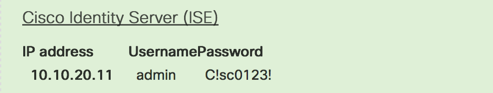 Cisco Identity Server (ISE)
IP address UsernamePassword
10.10.20.11 admin C!sc0123!